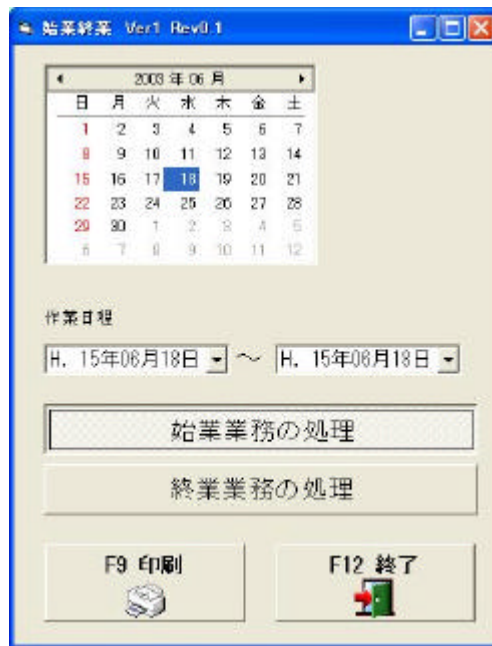 始業終業 Ver1 Rev0.1
2003 年 06 月
日 月 火 水 木 金 土
1 2 3 4 5 6 7
8 9 10 11 12 13 14
15 16 17 18 19 20 21
22 23 24 25 26 27 28
29 30 1 2 3 4 5
6 7 8 9 10 11 12
作業日程
H. 15年06月18日 ～ H. 15年06月18日
始業業務の処理
終業業務の処理
F9 印刷 F12 終了